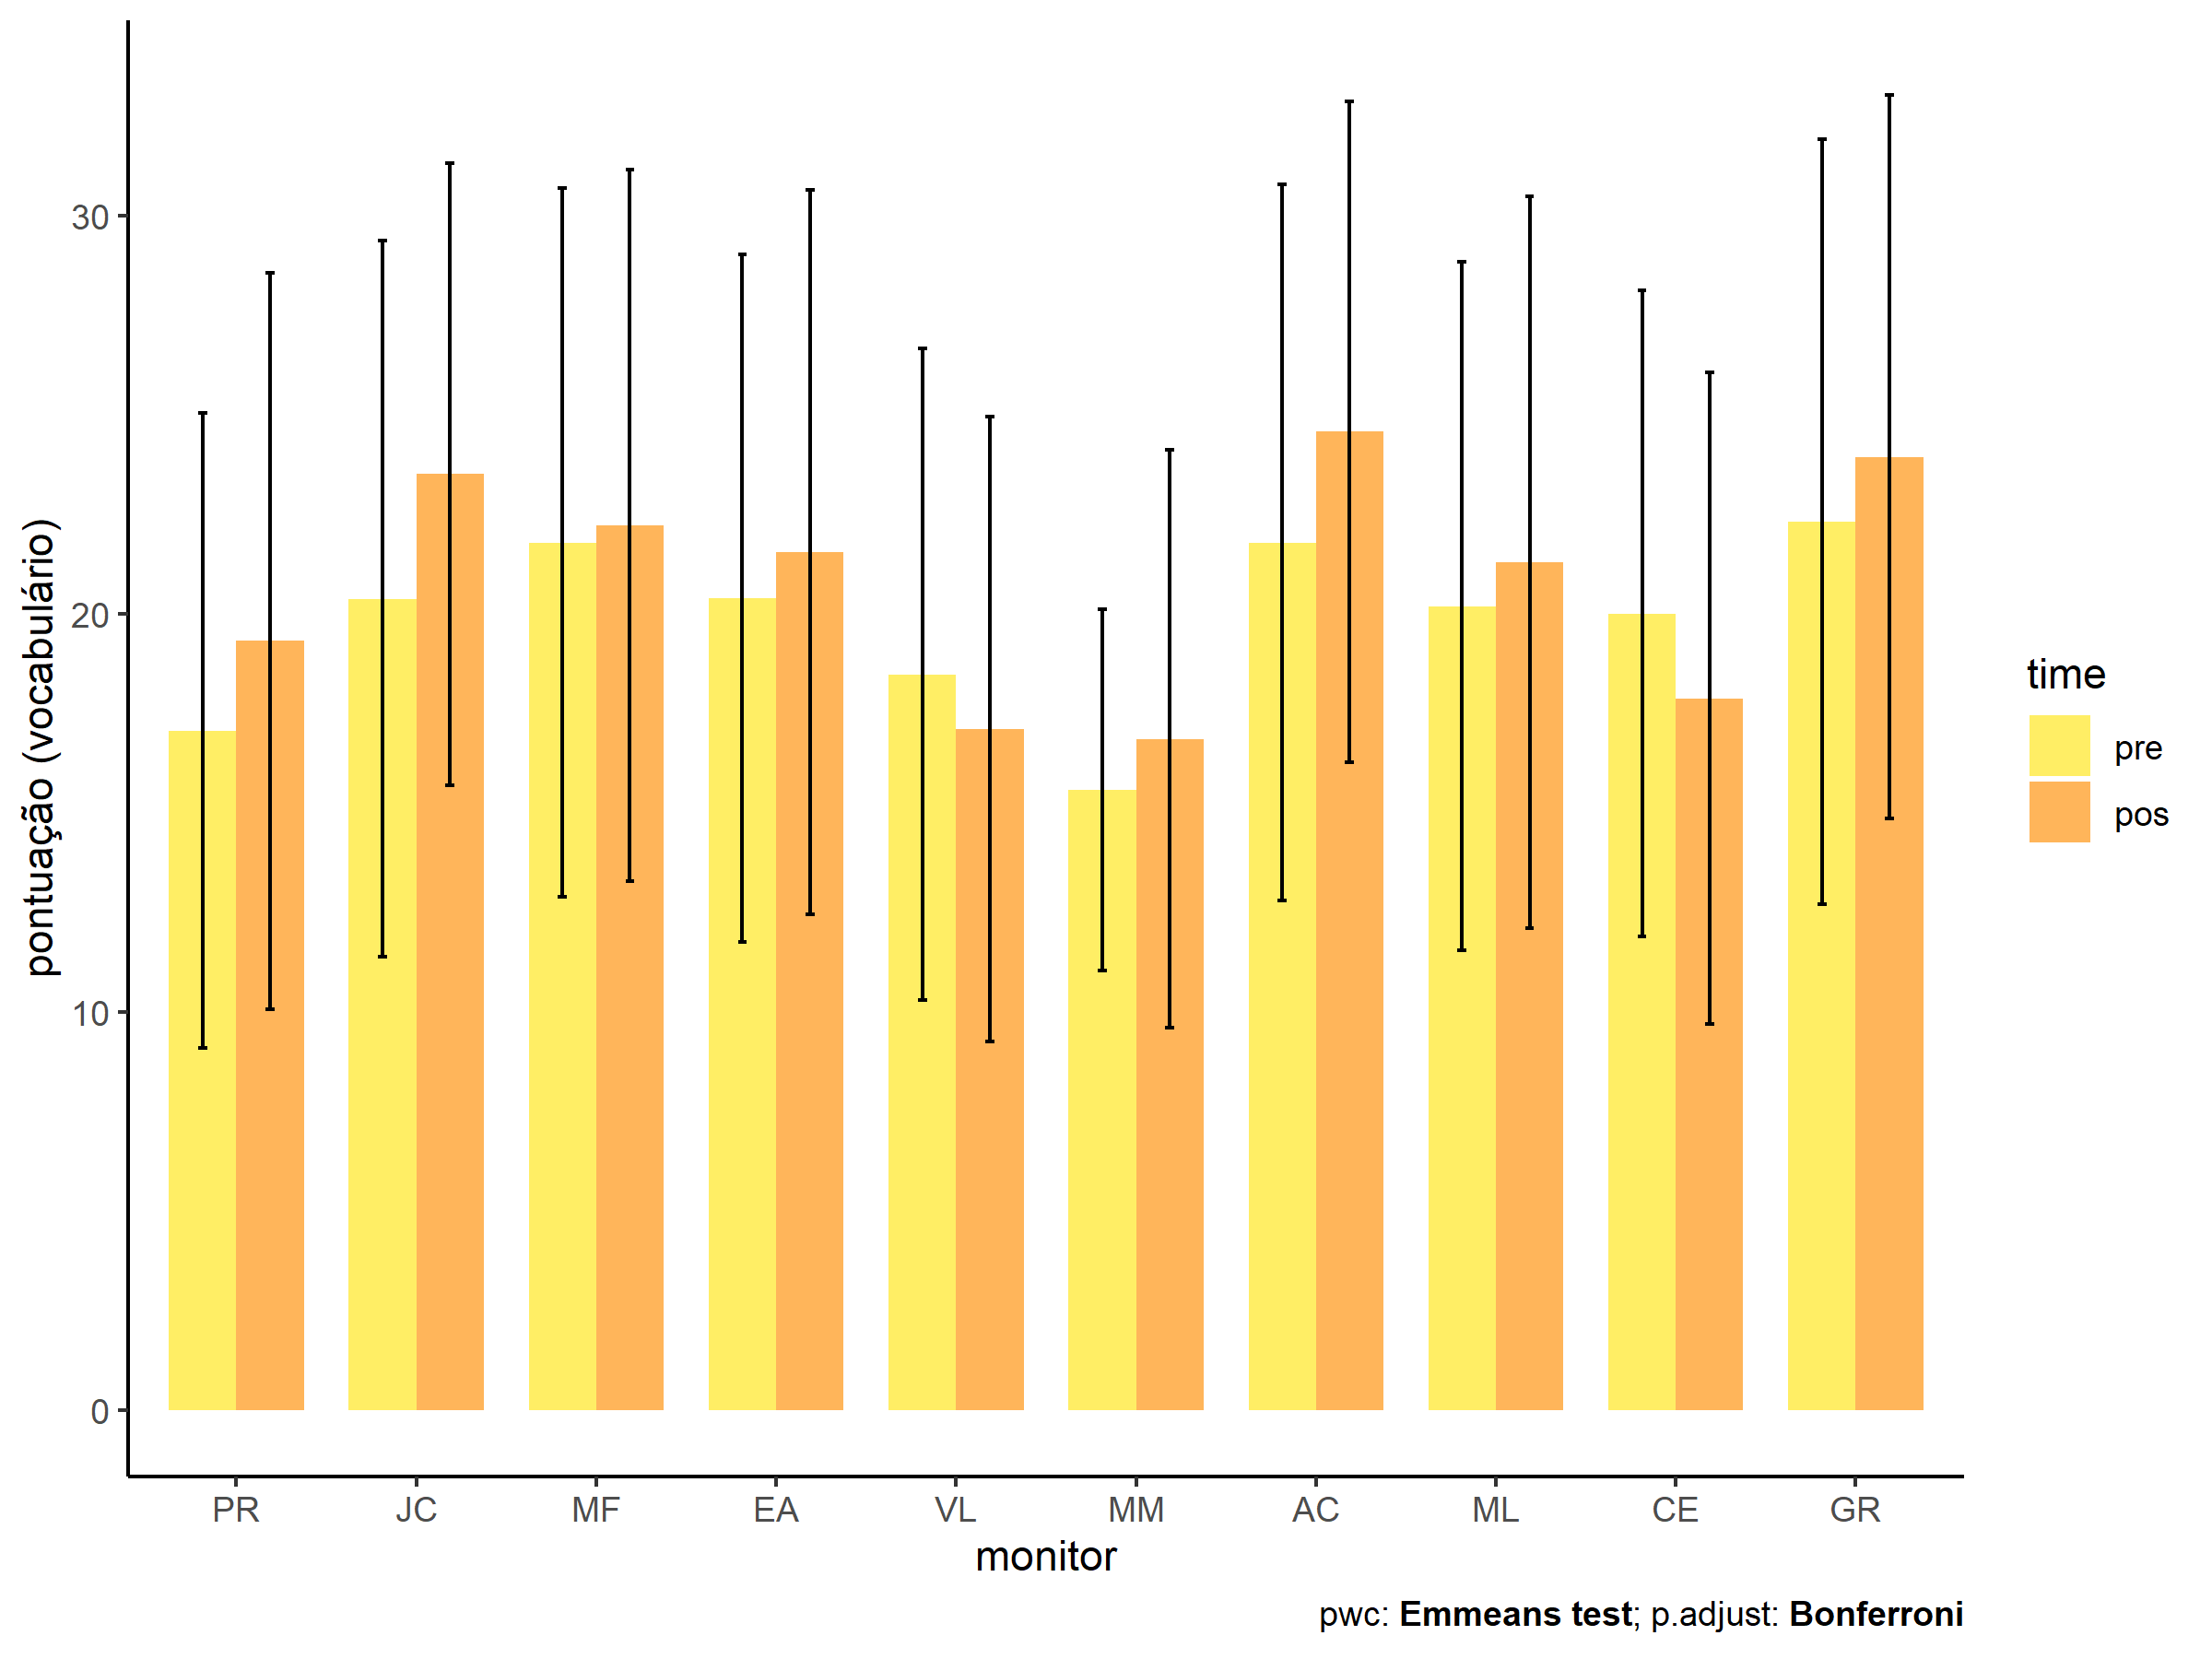 pontuação (vocabulário)
30
20
10
0
PR JC MF EA VL MM AC ML CE GR
monitor
time
pre
pos
pwc: Emmeans test; p.adjust: Bonferroni